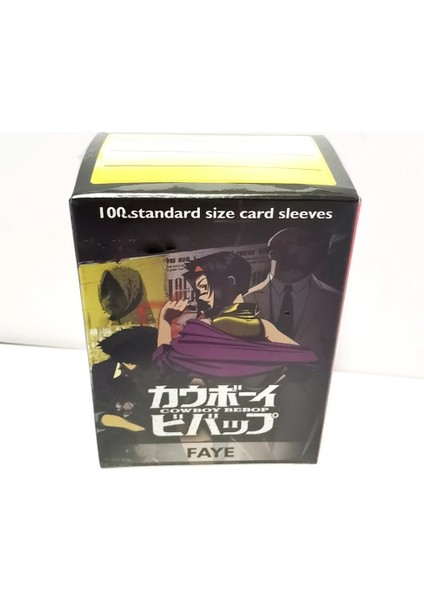 100 standard size card sleeves
カウボーイ
COWBOY BEBOP
ビバップ
FAYE